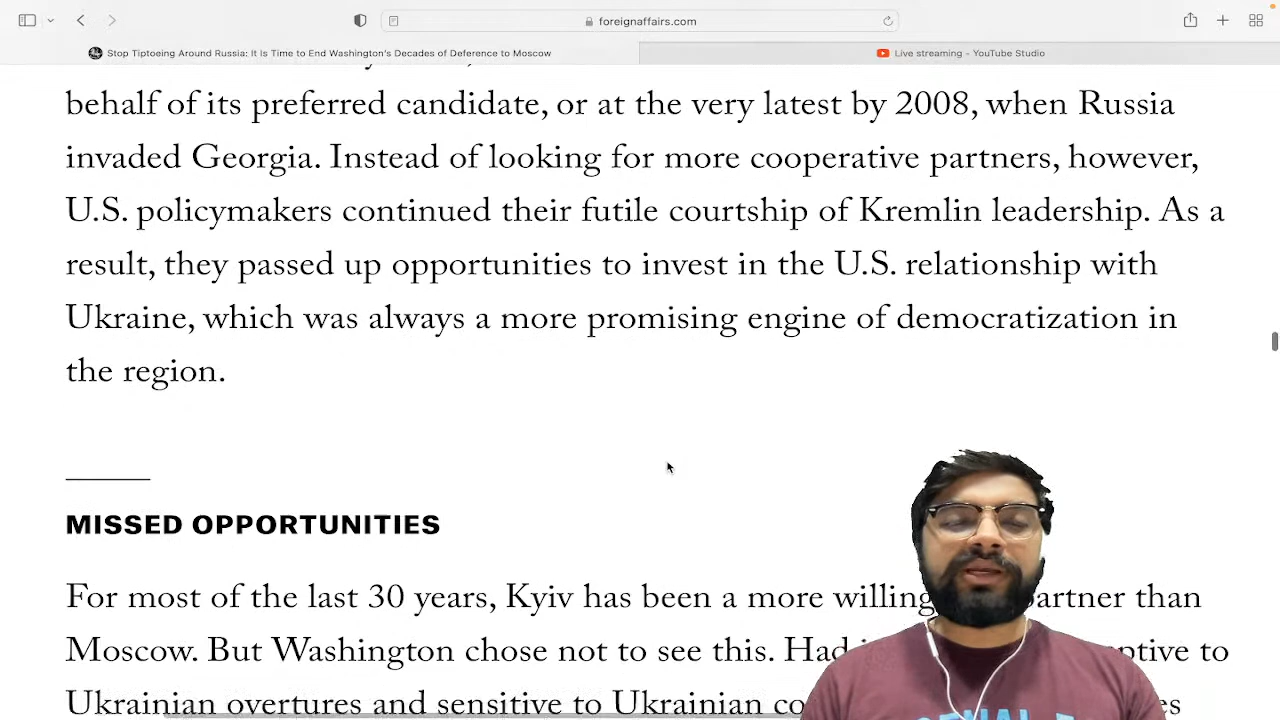 foreignaffairs.com
Stop Tiptoeing Around Russia: It Is Time to End Washington's Decades of Deference to Moscow
Live streaming - YouTube Studio
behalf of its preferred candidate, or at the very latest by 2008, when Russia
invaded Georgia. Instead of looking for more cooperative partners, however,
U.S. policymakers continued their futile courtship of Kremlin leadership. As a
result, they passed up opportunities to invest in the U.S. relationship with
Ukraine, which was always a more promising engine of democratization in
the region.
MISSED OPPORTUNITIES
For most of the last 30 years, Kyiv has been a more willing than
Moscow. But Washington chose not to see this. Had to
Ukrainian overtures and sensitive to Ukrainian